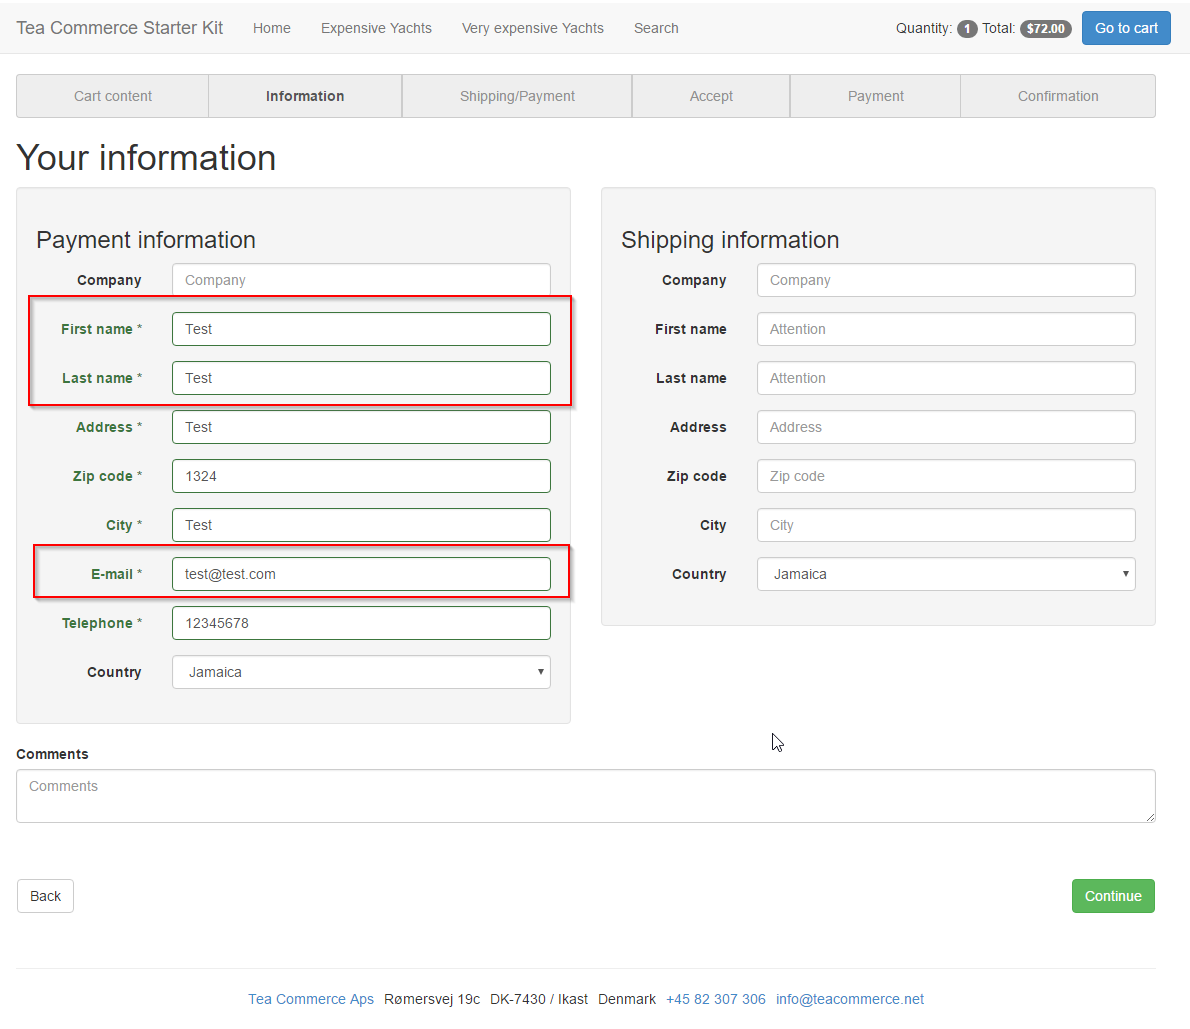 Tea Commerce Starter Kit Home Expensive Yachts Very expensive Yachts Search Quantity: 1 Total: $72.00 Go to cart
Cart content Information Shipping/Payment Accept Payment Confirmation
Your information
Payment information
Company Company
First name * Test
Last name * Test
Address * Test
Zip code * 1324
City * Test
E-mail * test@test.com
Telephone * 12345678
Country Jamaica
Shipping information
Company Company
First name Attention
Last name Attention
Address Address
Zip code Zip code
City City
Country Jamaica
Comments
Comments
Back Continue
Tea Commerce Aps Rømersvej 19c DK-7430 / Ikast Denmark +45 82 307 306 info@teacommerce.net